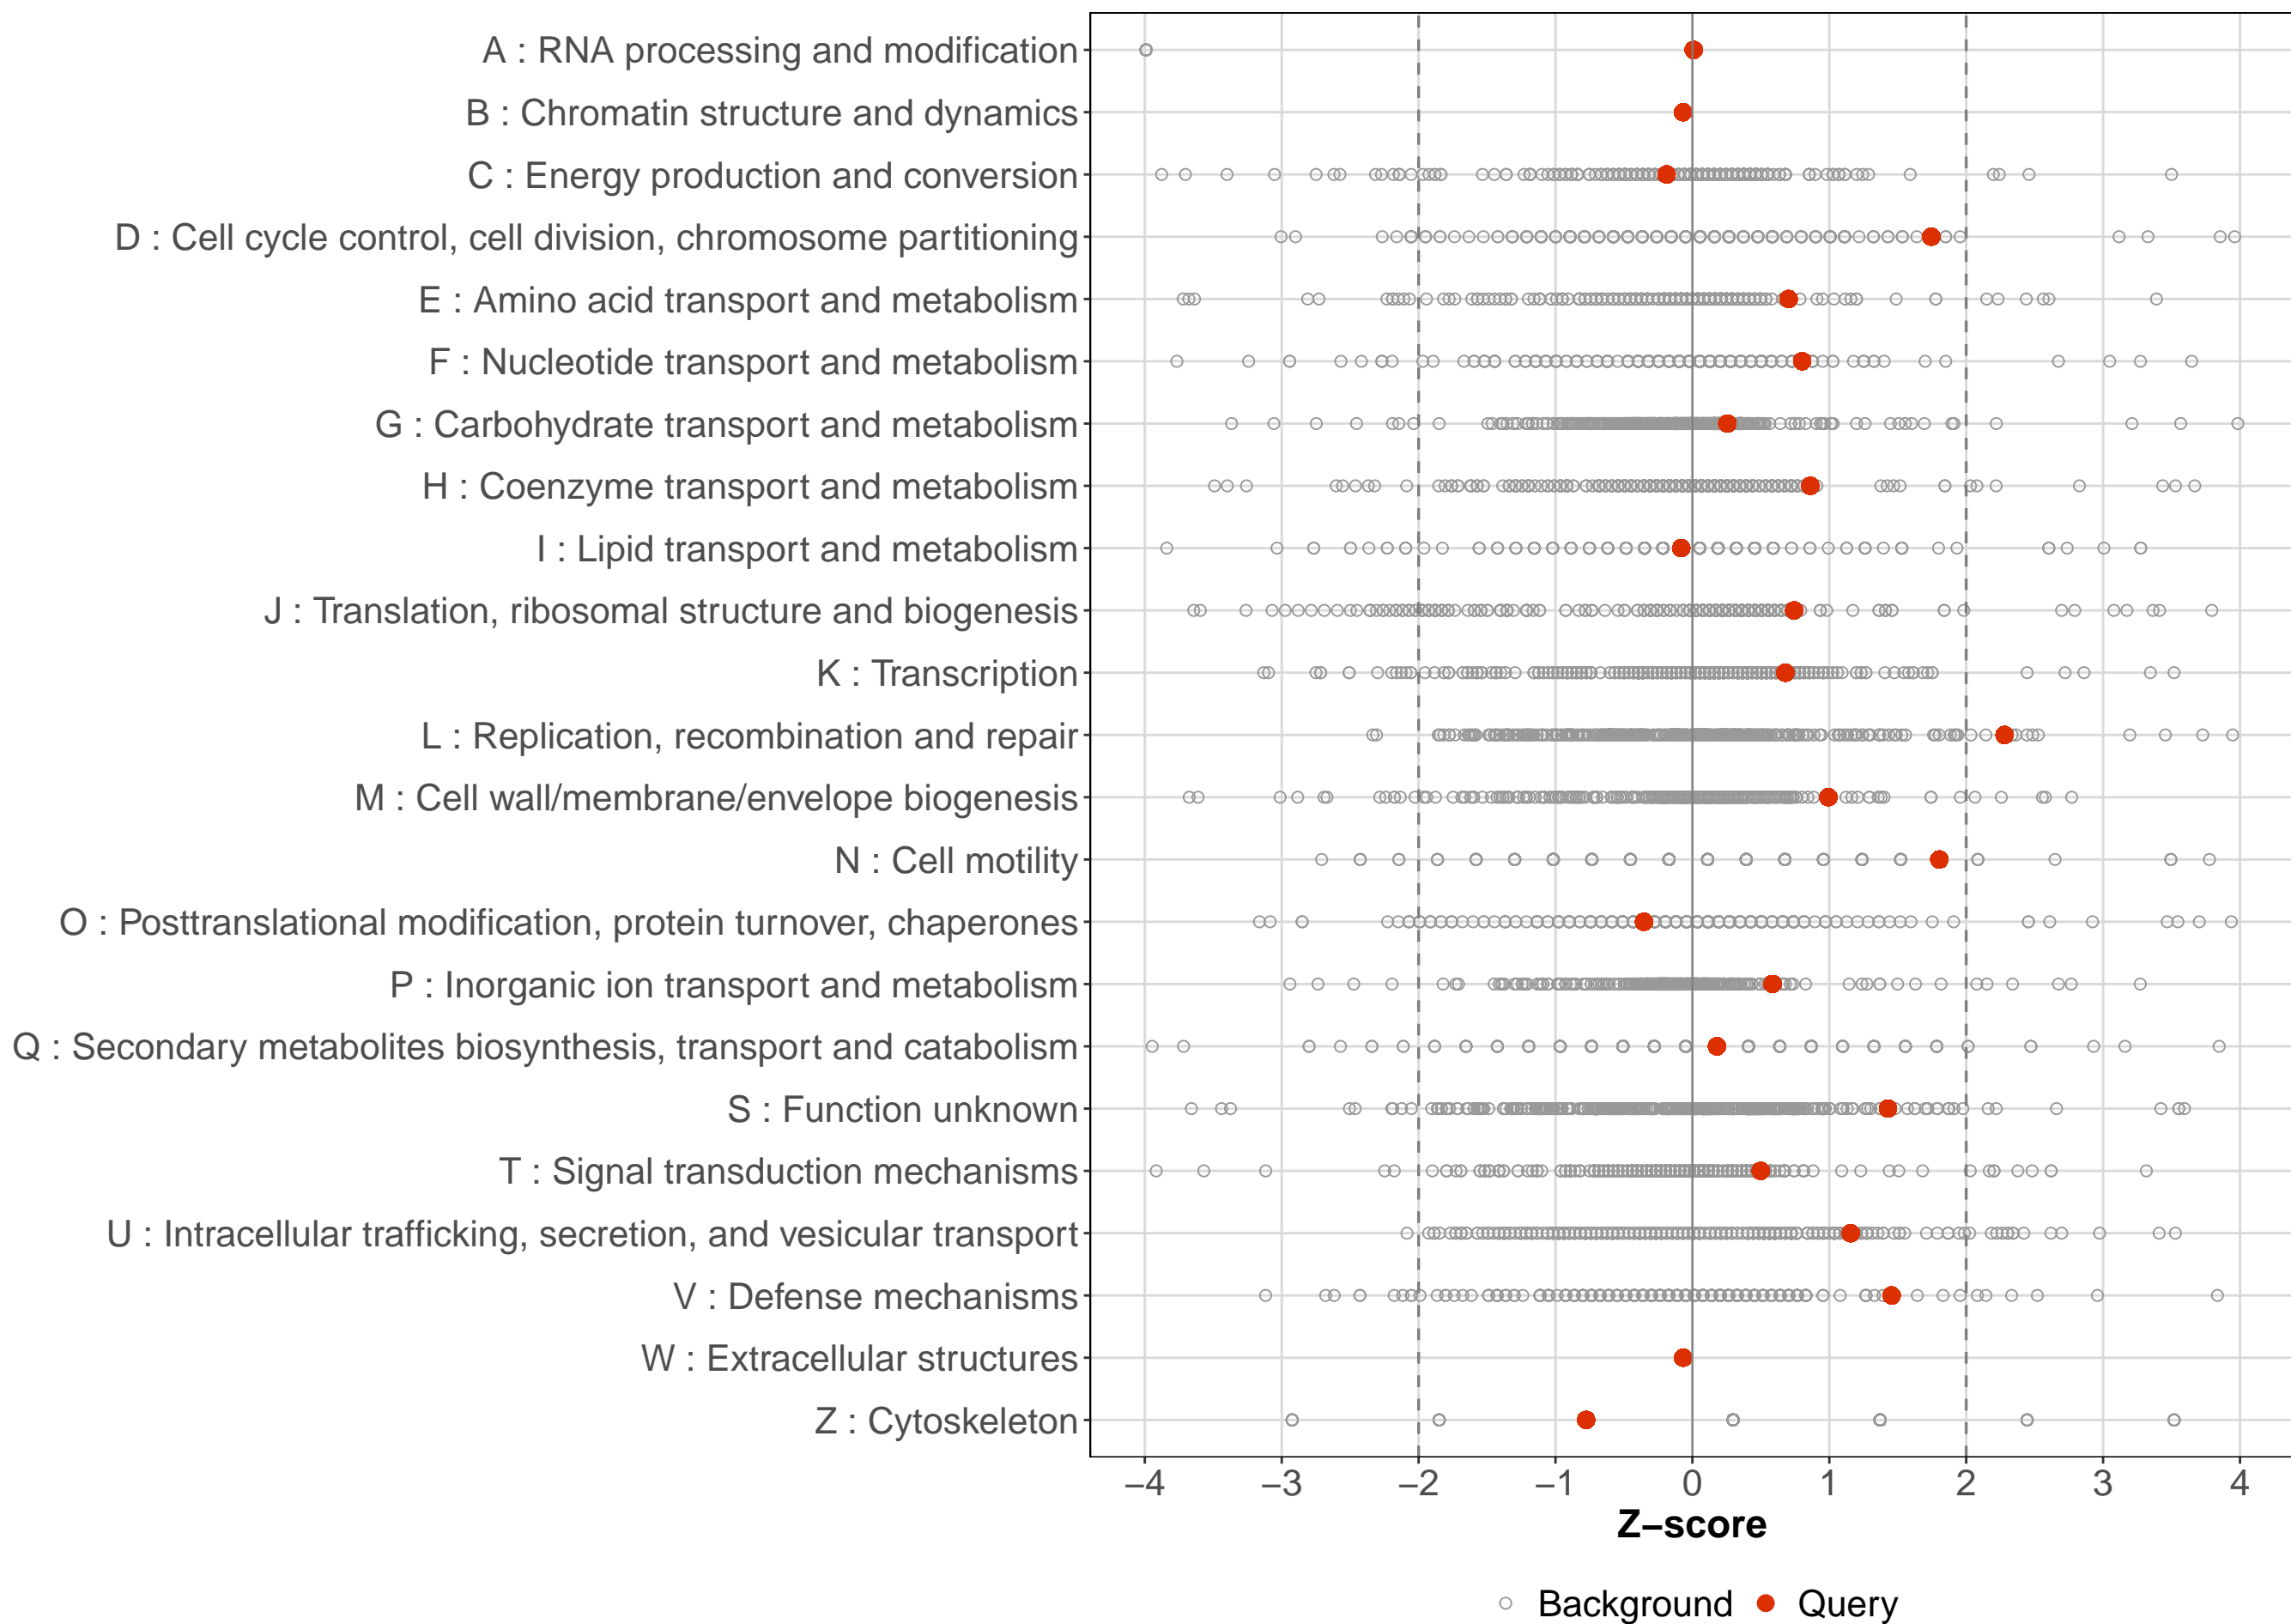 A : RNA processing and modification
B : Chromatin structure and dynamics
C : Energy production and conversion
D : Cell cycle control, cell division, chromosome partitioning
E : Amino acid transport and metabolism
F : Nucleotide transport and metabolism
G : Carbohydrate transport and metabolism
H : Coenzyme transport and metabolism
I : Lipid transport and metabolism
J : Translation, ribosomal structure and biogenesis
K : Transcription
L : Replication, recombination and repair
M : Cell wall/membrane/envelope biogenesis
N : Cell motility
O : Posttranslational modification, protein turnover, chaperones
P : Inorganic ion transport and metabolism
Q : Secondary metabolites biosynthesis, transport and catabolism
S : Function unknown
T : Signal transduction mechanisms
U : Intracellular trafficking, secretion, and vesicular transport
V : Defense mechanisms
W : Extracellular structures
Z : Cytoskeleton
−4 −3 −2 −1 0 1 2 3 4
Z−score
Background Query